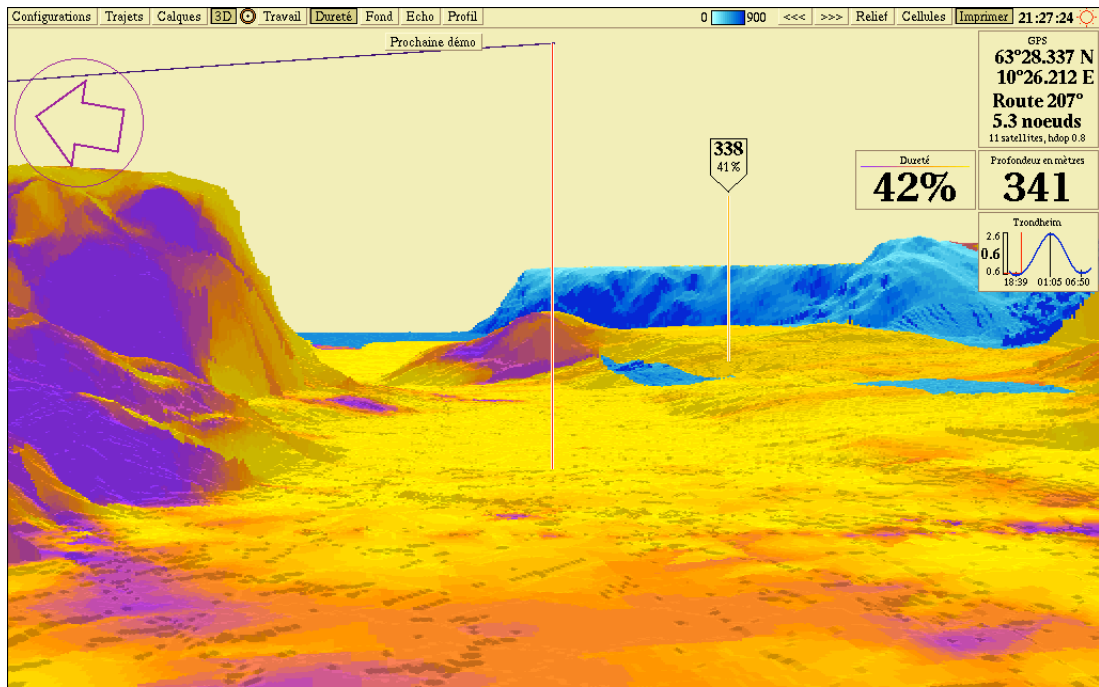 Configurations Trajets Calques 3D Travail Dureté Fond Echo Profil 0 900 <<< >>> Relief Cellules Imprimer 21:27:24
Prochaine démo
GPS
63°28.337 N
10°26.212 E
Route 207°
5.3 noeuds
11 satellites, hdop 0.8
338
41%
Dureté
42%
Profondeur en mètres
341
Trondheim
2.6
0.6
0.6
18:39 01:05 06:50